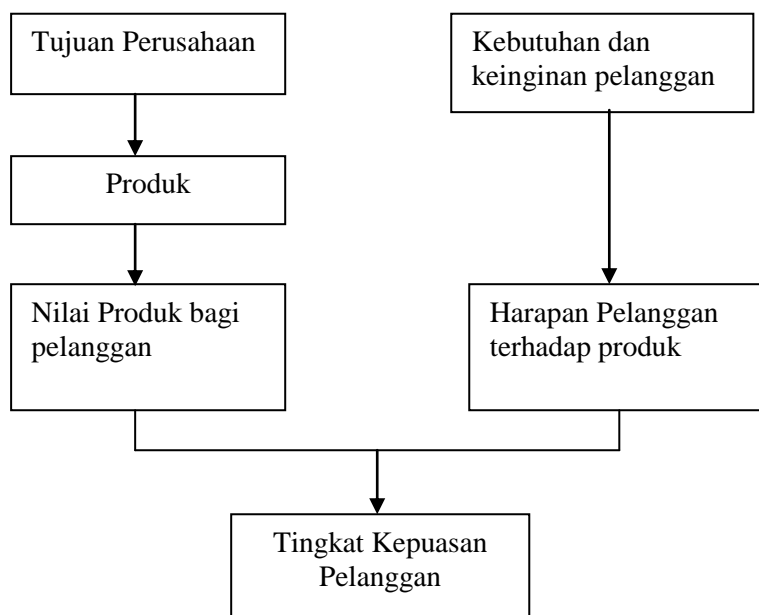 Tujuan Perusahaan
Kebutuhan dan
keinginan pelanggan
Produk
Nilai Produk bagi
pelanggan
Harapan Pelanggan
terhadap produk
Tingkat Kepuasan
Pelanggan